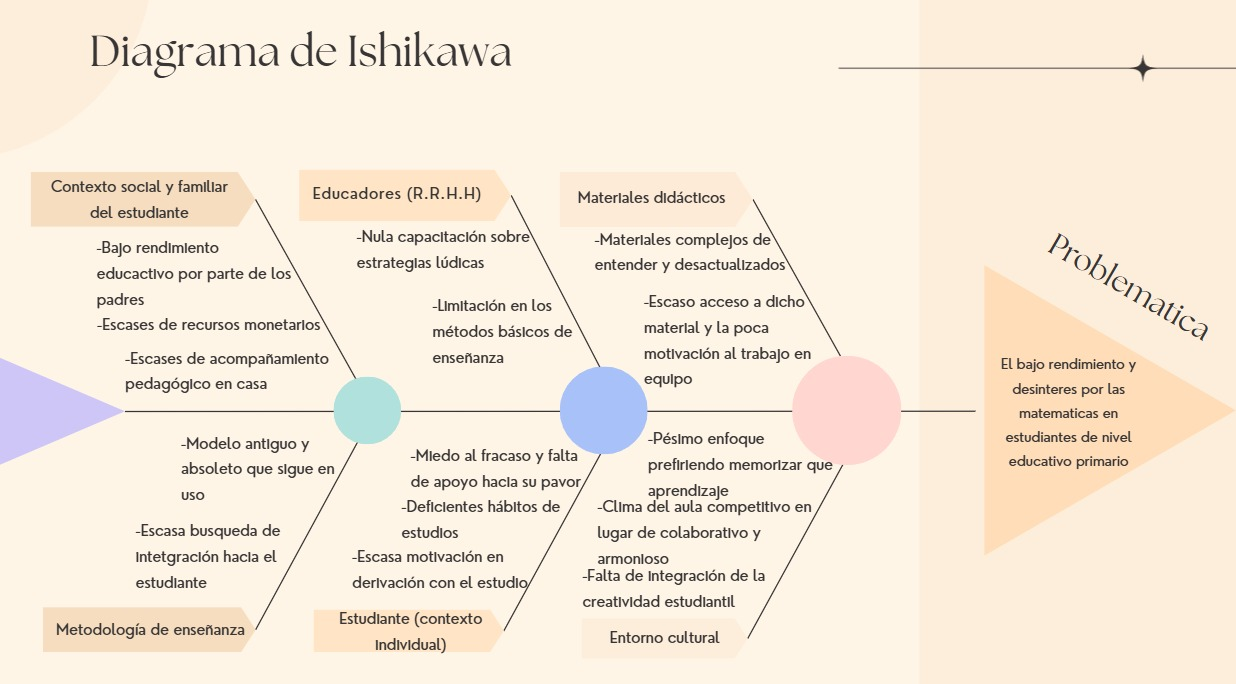 Diagrama de Ishikawa
Contexto social y familiar
del estudiante
-Bajo rendimiento
educactivo por parte de los
padres
-Escases de recursos monetarios
-Escases de acompañamiento
pedagógico en casa
Educadores (R.R.H.H)
-Nula capacitación sobre
estrategias lúdicas
-Limitación en los
métodos básicos de
enseñanza
Materiales didácticos
-Materiales complejos de
entender y desactualizados
-Escaso acceso a dicho
material y la poca
motivación al trabajo en
equipo
Problematica
El bajo rendimiento y
desinteres por las
matematicas en
estudiantes de nivel
educativo primario
-Modelo antiguo y
absoleto que sigue en
uso
-Escasa busqueda de
intetgración hacia el
estudiante
Metodología de enseñanza
-Miedo al fracaso y falta
de apoyo hacia su pavor
-Deficientes hábitos de
estudios
-Escasa motivación en
derivación con el estudio
Estudiante (contexto
individual)
-Pésimo enfoque
prefiriendo memorizar que
aprendizaje
-Clima del aula competitivo en
lugar de colaborativo y
armonioso
-Falta de integración de la
creatividad estudiantil
Entorno cultural